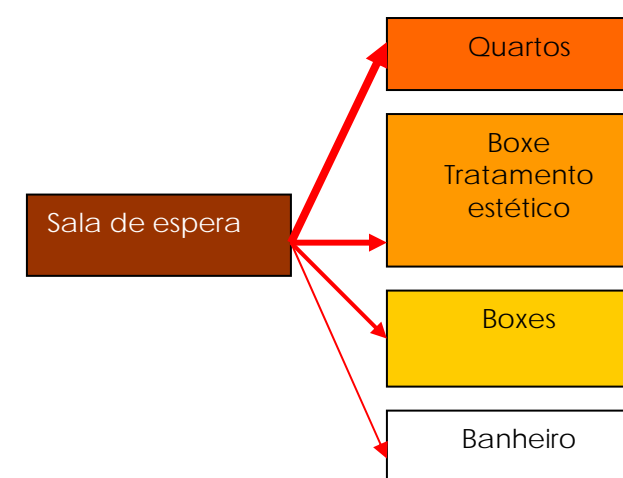 Quartos
Boxe
Tratamento
estético
Sala de espera
Boxes
Banheiro